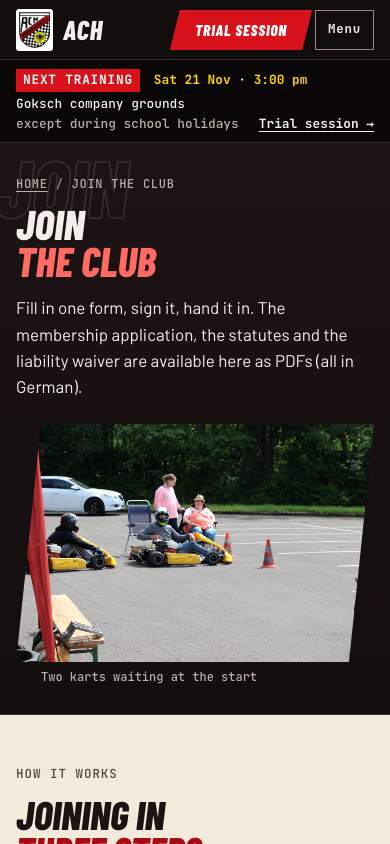 ACH
ACH
TRIAL SESSION
Menu
NEXT TRAINING Sat 21 Nov · 3:00 pm
Goksch company grounds
except during school holidays Trial session →
JOIN
HOME / JOIN THE CLUB
JOIN
THE CLUB
Fill in one form, sign it, hand it in. The
membership application, the statutes and the
liability waiver are available here as PDFs (all in
German).
Two karts waiting at the start
HOW IT WORKS
JOINING IN
THREE STEPS